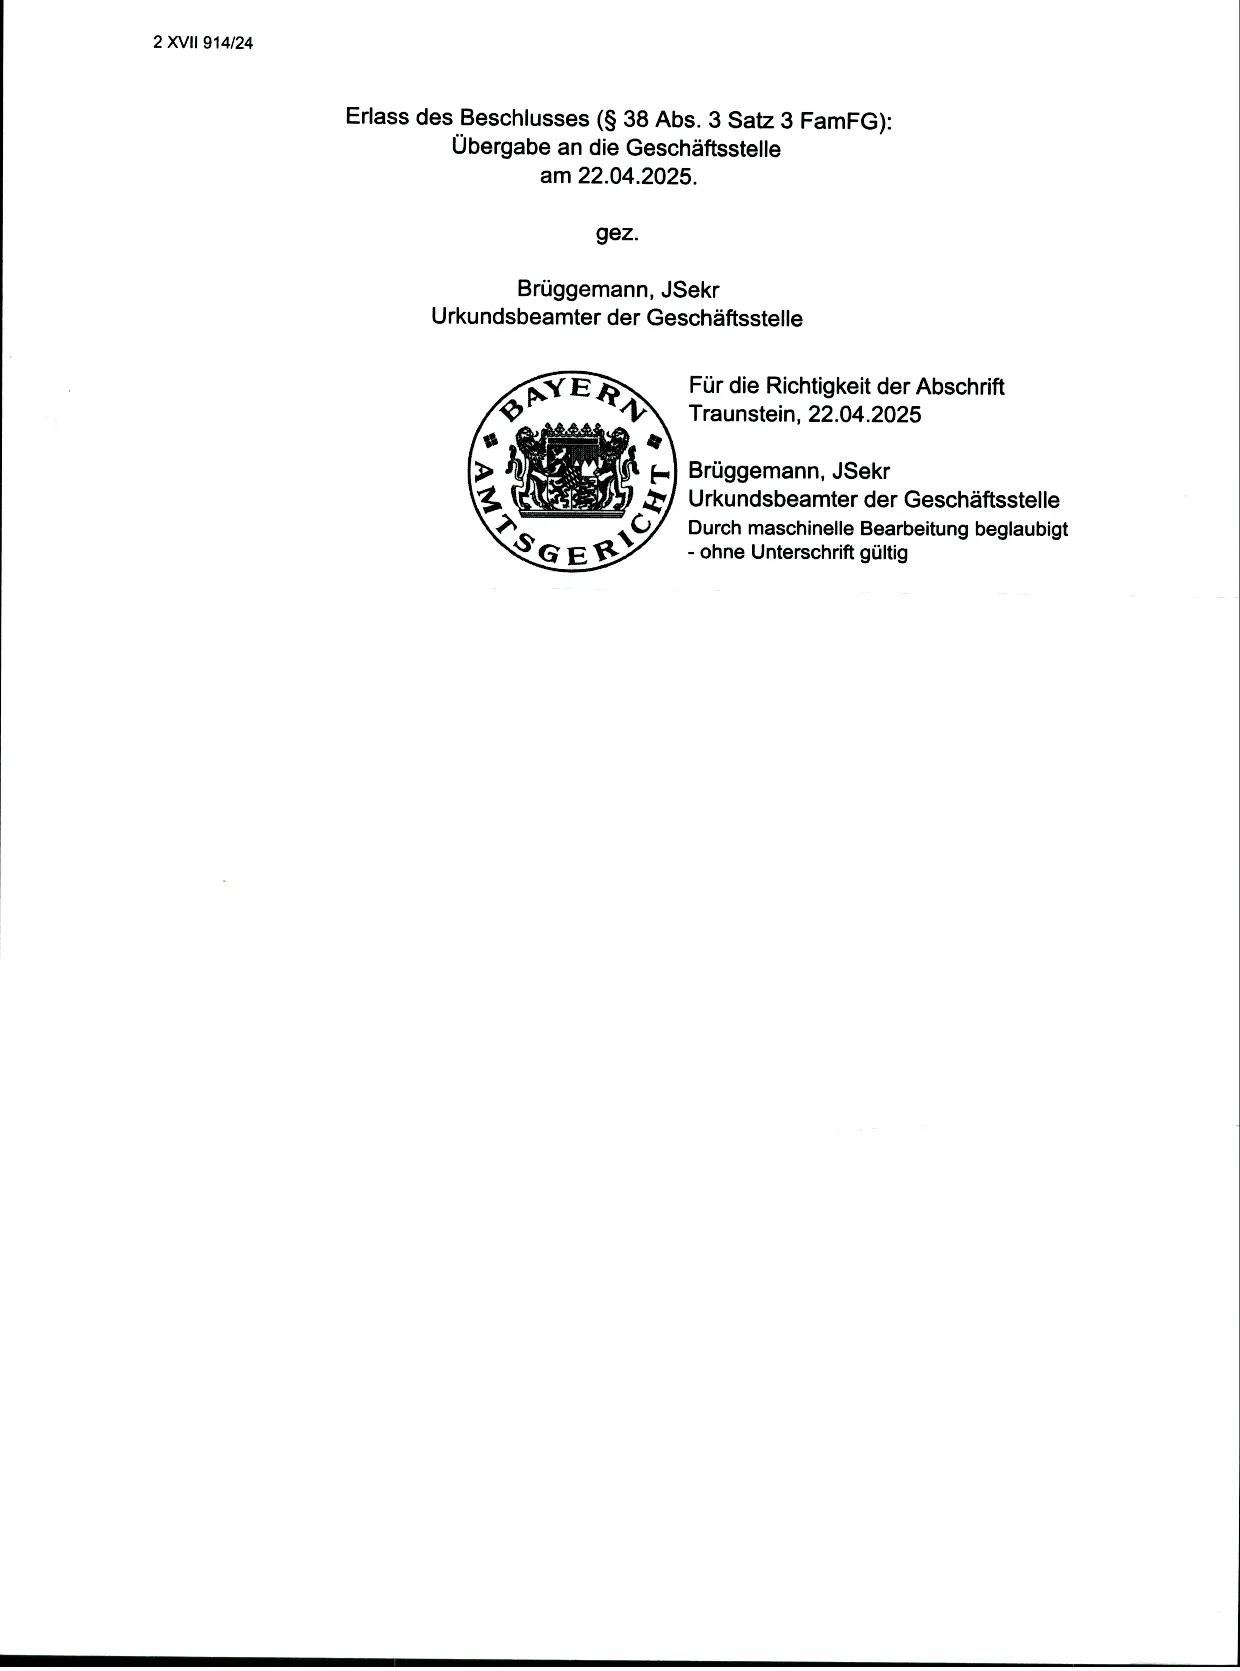 2 XVII 914/24
Erlass des Beschlusses (§ 38 Abs. 3 Satz 3 FamFG):
Übergabe an die Geschäftsstelle
am 22.04.2025.
gez.
Brüggemann, JSekr
Urkundsbeamter der Geschäftsstelle
BAYERN
AMTSGERICHT
Für die Richtigkeit der Abschrift
Traunstein, 22.04.2025
Brüggemann, JSekr
Urkundsbeamter der Geschäftsstelle
Durch maschinelle Bearbeitung beglaubigt
- ohne Unterschrift gültig